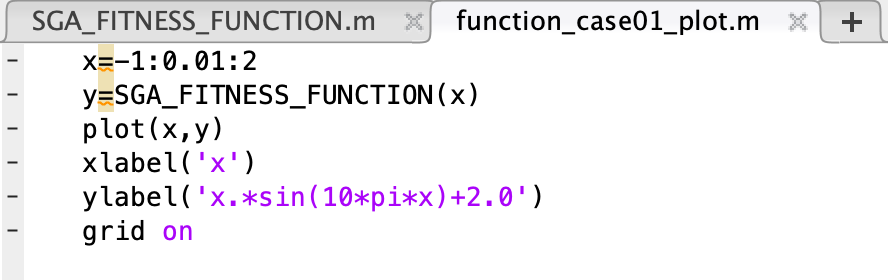 SGA_FITNESS_FUNCTION.m function_case01_plot.m
x=-1:0.01:2
y=SGA_FITNESS_FUNCTION(x)
plot(x,y)
xlabel('x')
ylabel('x.*sin(10*pi*x)+2.0')
grid on